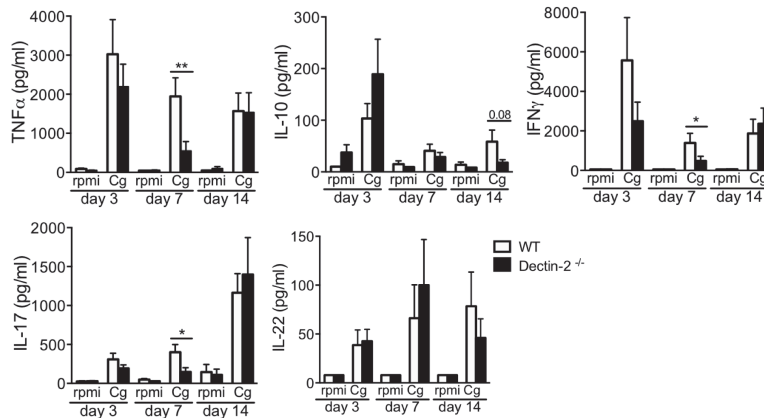 TNFα (pg/ml)
4000
3000
2000
1000
0
**
rpmi Cg rpmi Cg rpmi Cg
day 3 day 7 day 14
IL-10 (pg/ml)
300
200
100
0
0.08
rpmi Cg rpmi Cg rpmi Cg
day 3 day 7 day 14
IFNγ (pg/ml)
8000
6000
4000
2000
0
*
rpmi Cg rpmi Cg rpmi Cg
day 3 day 7 day 14
IL-17 (pg/ml)
2000
1500
1000
500
0
*
rpmi Cg rpmi Cg rpmi Cg
day 3 day 7 day 14
IL-22 (pg/ml)
150
100
50
0
rpmi Cg rpmi Cg rpmi Cg
day 3 day 7 day 14
WT
Dectin-2 -/-